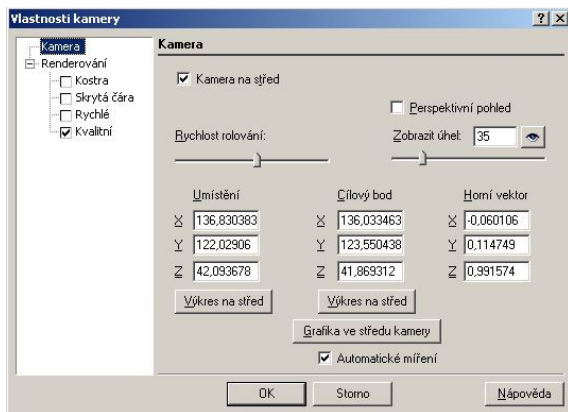 Vlastnosti kamery
Kamera
Renderování
Kostra
Skrytá čára
Rychlé
Kvalitní
Kamera
Kamera na střed
Perspektivní pohled
Rychlost rolování:
Zobrazit úhel: 35
Umístění Cílový bod Horní vektor
X 136,830383 X 136,033463 X -0,060106
Y 122,02906 Y 123,550438 Y 0,114749
Z 42,093678 Z 41,869312 Z 0,991574
Výkres na střed Výkres na střed
Grafika ve středu kamery
Automatické míření
OK Storno Nápověda